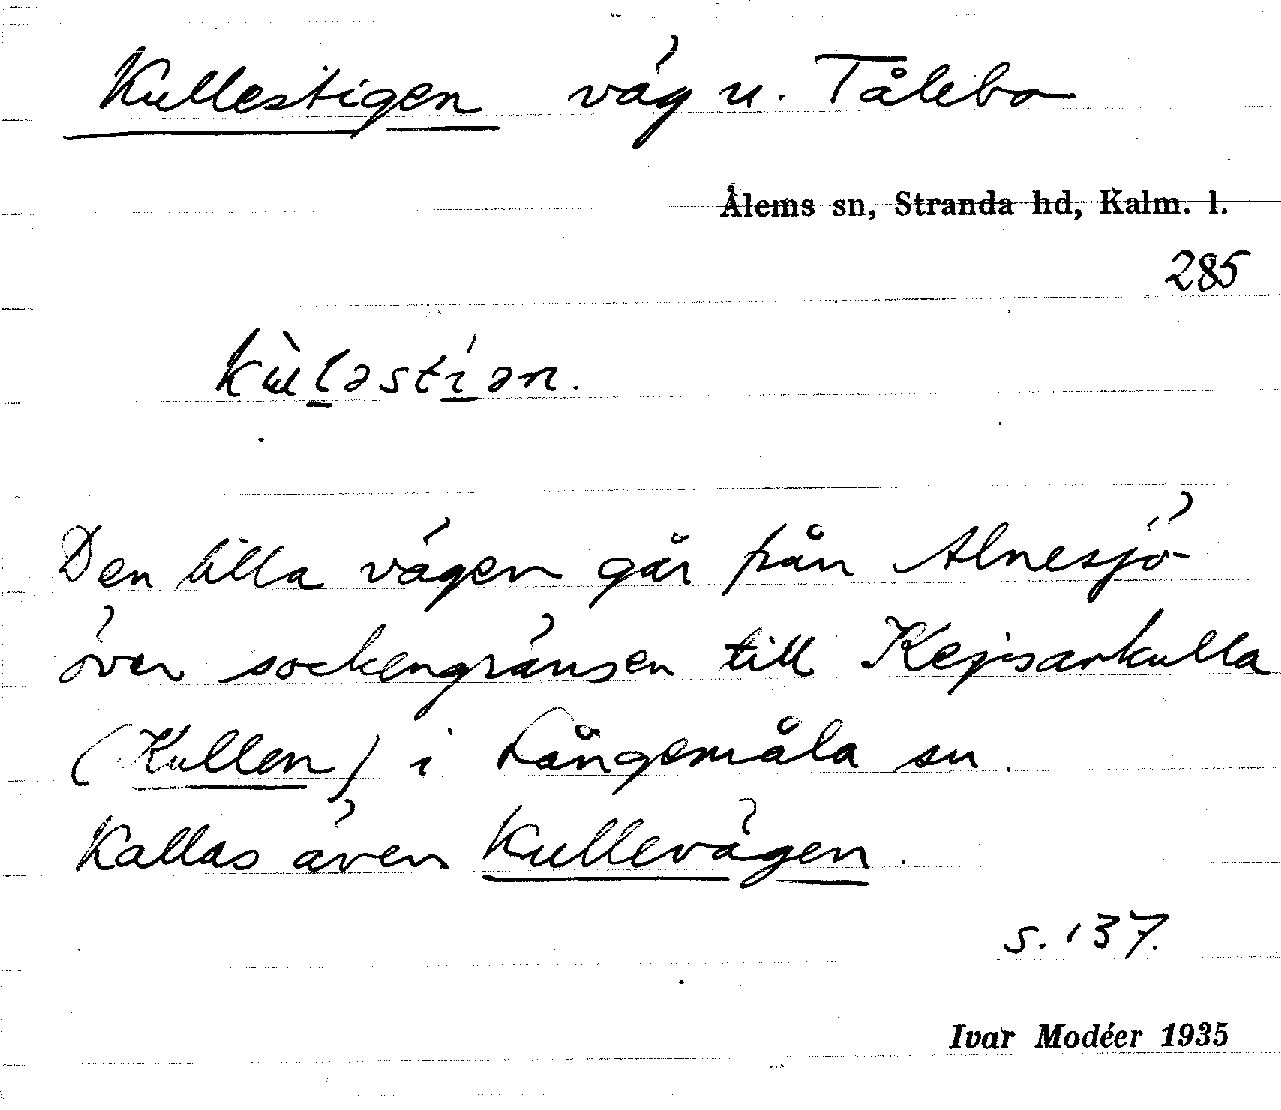 Kullestigen väg u. Tålebo
Ålems sn, Stranda hd, Kalm. l.
285
kùləstíən.
Den lilla vägen går från Alnesjö
över sockengränsen till Kejsarkulla
(Kullen) i Långemåla sn.
Kallas även Kullevägen.
s. 137.
Ivar Modéer 1935